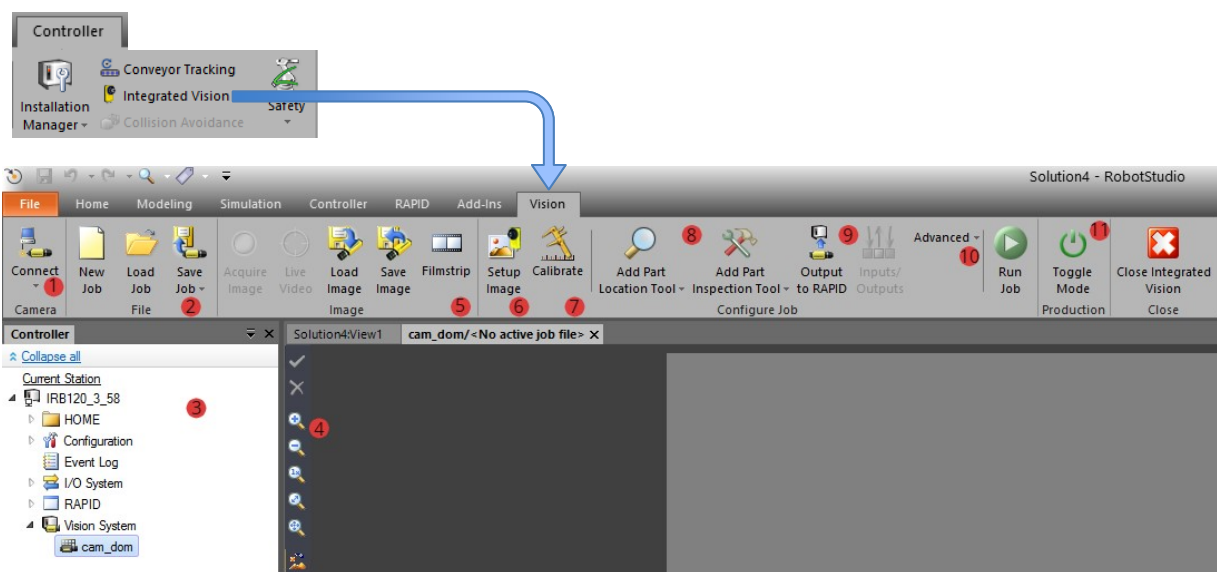 Controller
Conveyor Tracking
Integrated Vision
Collision Avoidance
Installation
Manager
Safety
Solution4 - RobotStudio
File Home Modeling Simulation Controller RAPID Add-Ins Vision
Connect
New
Job
Load
Job
Save
Job
Acquire
Image
Live
Video
Load
Image
Save
Image
Filmstrip
Setup
Image
Calibrate
Add Part
Location Tool
Add Part
Inspection Tool
Output
to RAPID
Inputs/
Outputs
Advanced
Run
Job
Toggle
Mode
Close Integrated
Vision
1 2 5 6 7 8 9 10 11
Camera File Image Configure Job Production Close
Controller
Solution4:View1 cam_dom/<No active job file>
Collapse all
Current Station
IRB120_3_58
3
HOME
4
Configuration
Event Log
I/O System
RAPID
Vision System
cam_dom